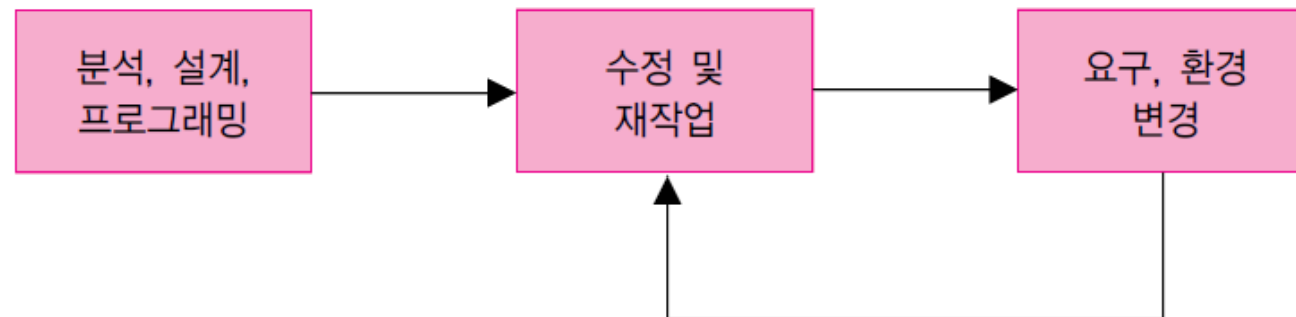 분석, 설계,
프로그래밍
수정 및
재작업
요구, 환경
변경